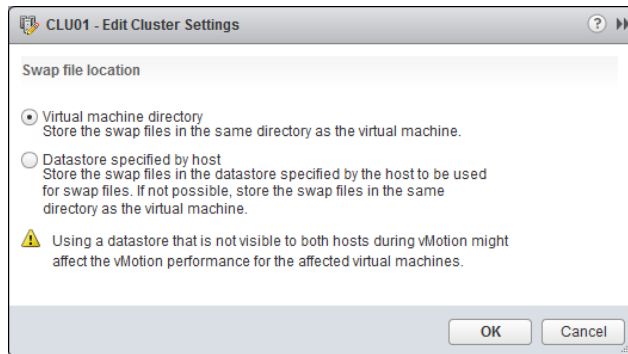 CLU01 - Edit Cluster Settings
?
Swap file location
Virtual machine directory
Store the swap files in the same directory as the virtual machine.
Datastore specified by host
Store the swap files in the datastore specified by the host to be used
for swap files. If not possible, store the swap files in the same
directory as the virtual machine.
Using a datastore that is not visible to both hosts during vMotion might
affect the vMotion performance for the affected virtual machines.
OK
Cancel